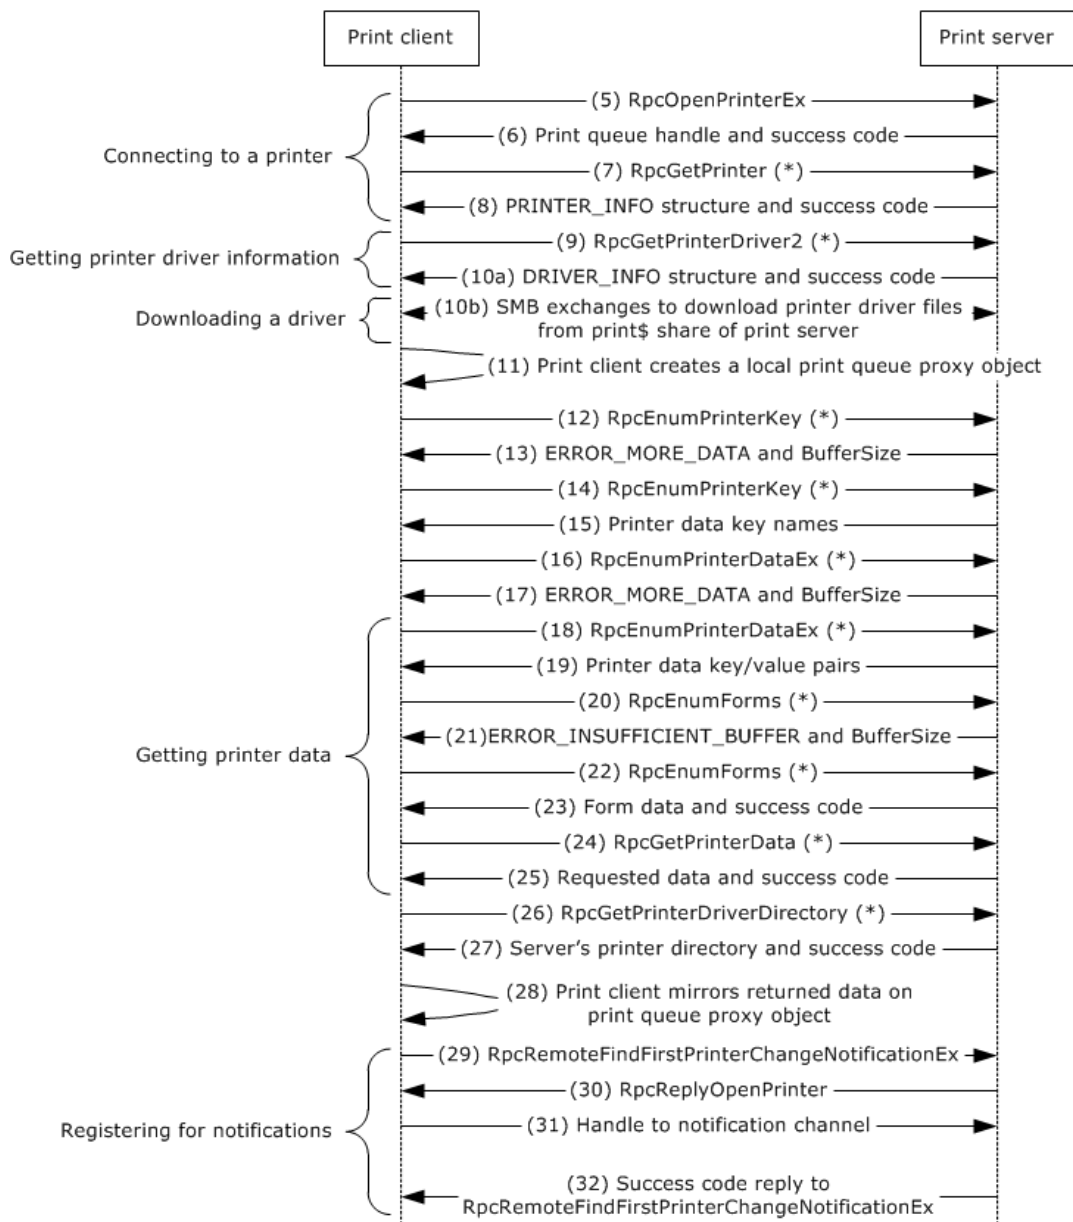 Print client
Print server
(5) RpcOpenPrinterEx
(6) Print queue handle and success code
Connecting to a printer
(7) RpcGetPrinter (*)
(8) PRINTER_INFO structure and success code
(9) RpcGetPrinterDriver2 (*)
Getting printer driver information
(10a) DRIVER_INFO structure and success code
(10b) SMB exchanges to download printer driver files
Downloading a driver
from print$ share of print server
(11) Print client creates a local print queue proxy object
(12) RpcEnumPrinterKey (*)
(13) ERROR_MORE_DATA and BufferSize
(14) RpcEnumPrinterKey (*)
(15) Printer data key names
(16) RpcEnumPrinterDataEx (*)
(17) ERROR_MORE_DATA and BufferSize
(18) RpcEnumPrinterDataEx (*)
(19) Printer data key/value pairs
(20) RpcEnumForms (*)
(21)ERROR_INSUFFICIENT_BUFFER and BufferSize
Getting printer data
(22) RpcEnumForms (*)
(23) Form data and success code
(24) RpcGetPrinterData (*)
(25) Requested data and success code
(26) RpcGetPrinterDriverDirectory (*)
(27) Server's printer directory and success code
(28) Print client mirrors returned data on
print queue proxy object
(29) RpcRemoteFindFirstPrinterChangeNotificationEx
(30) RpcReplyOpenPrinter
(31) Handle to notification channel
Registering for notifications
(32) Success code reply to
RpcRemoteFindFirstPrinterChangeNotificationEx